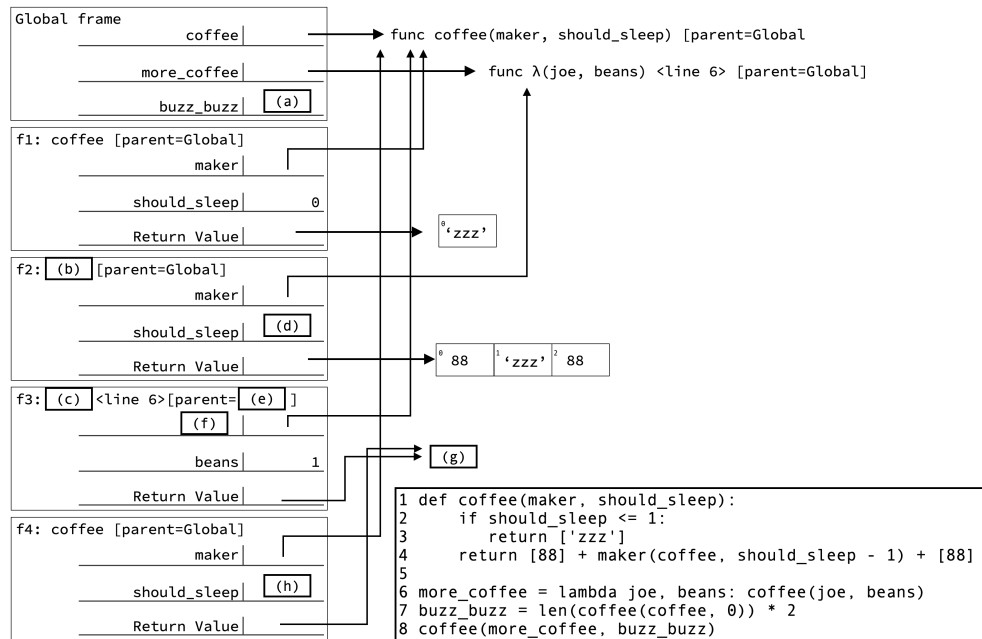 Global frame
coffee
func coffee(maker, should_sleep) [parent=Global
more_coffee
func λ(joe, beans) <line 6> [parent=Global]
buzz_buzz (a)
f1: coffee [parent=Global]
maker
should_sleep 0
Return Value
0 ‘zzz’
f2: (b) [parent=Global]
maker
should_sleep (d)
Return Value
0 88 1 ‘zzz’ 2 88
f3: (c) <line 6>[parent= (e) ]
(f)
beans 1
(g)
Return Value
f4: coffee [parent=Global]
maker
should_sleep (h)
Return Value
1 def coffee(maker, should_sleep):
2 if should_sleep <= 1:
3 return ['zzz']
4 return [88] + maker(coffee, should_sleep - 1) + [88]
5
6 more_coffee = lambda joe, beans: coffee(joe, beans)
7 buzz_buzz = len(coffee(coffee, 0)) * 2
8 coffee(more_coffee, buzz_buzz)